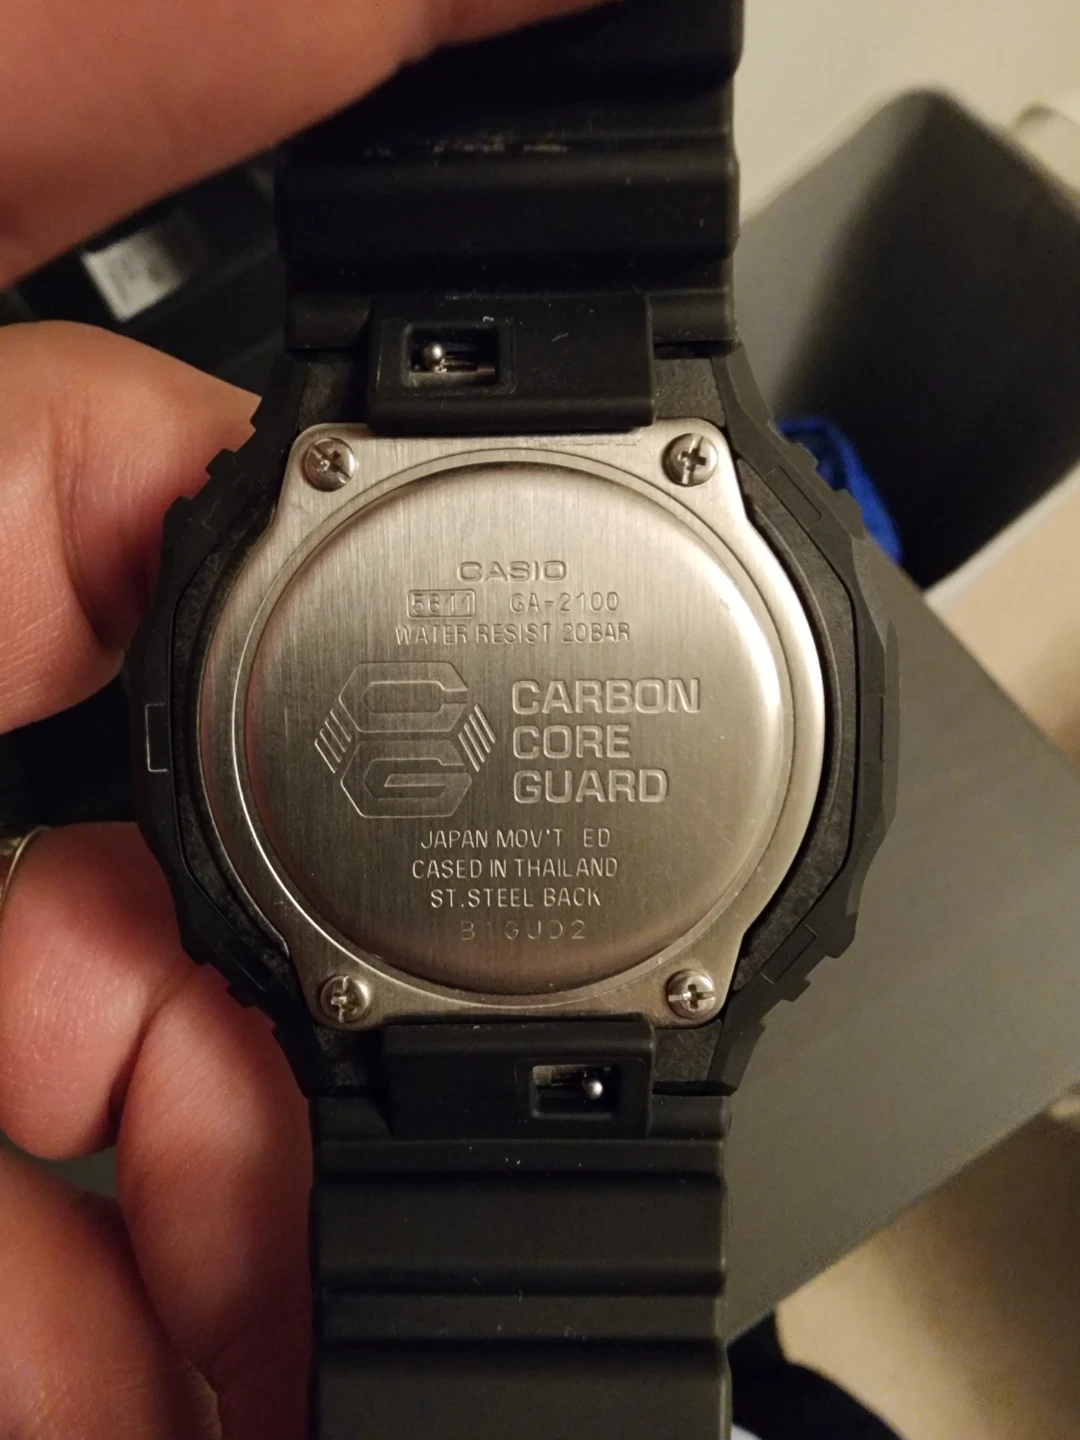 CASIO
5611 GA-2100
WATER RESIST 20BAR
CARBON
CORE
GUARD
JAPAN MOV'T ED
CASED IN THAILAND
ST.STEEL BACK